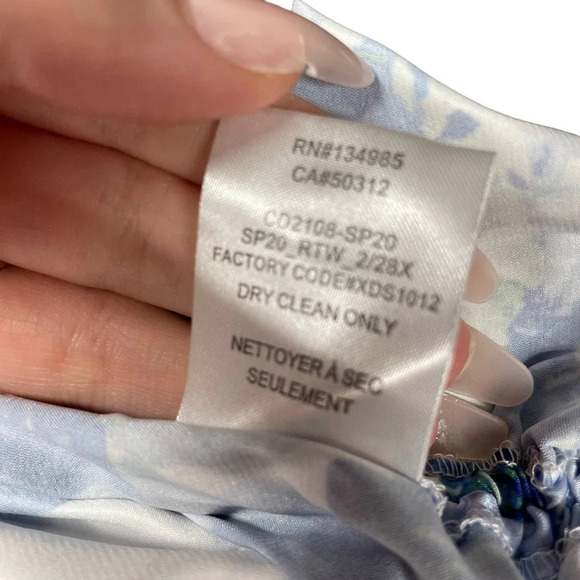 RN#134985
CA#50312
CD2108-SP20
SP20_RTW_2/28X
FACTORY CODE#XDS1012
DRY CLEAN ONLY
NETTOYER À SEC
SEULEMENT